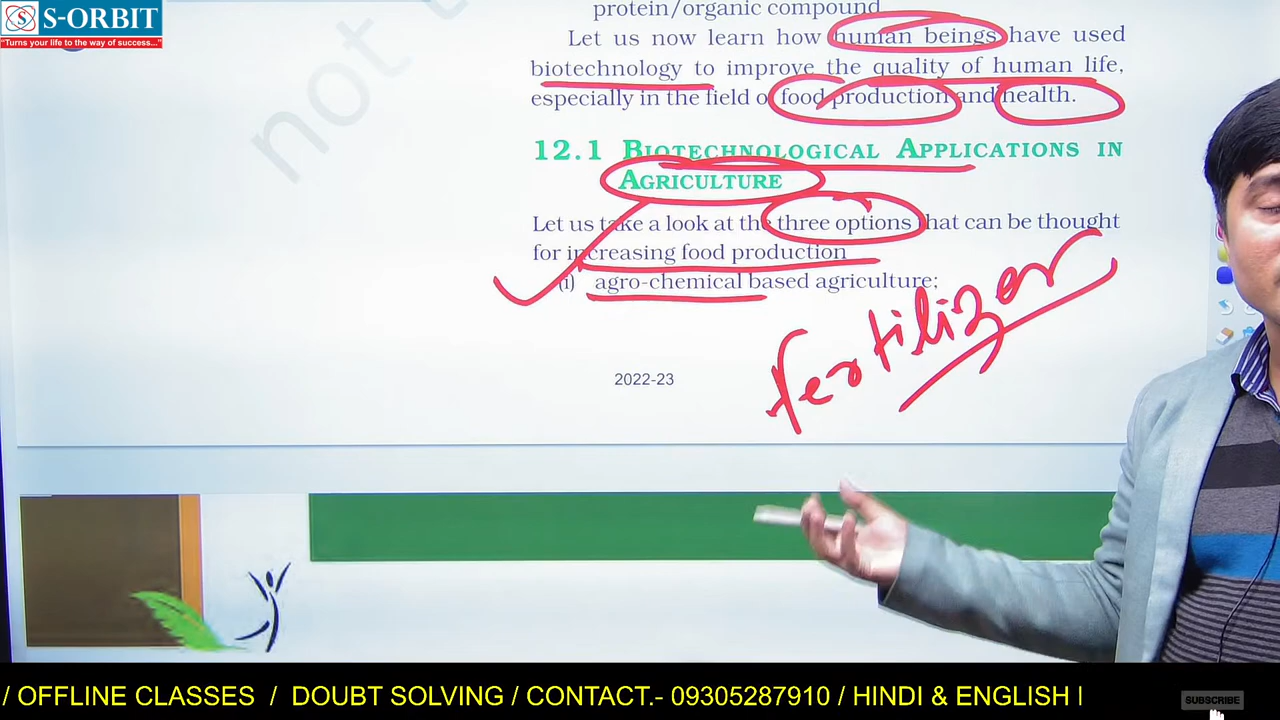 S-ORBIT
"Turns your life to the way of success..."
not t
protein/organic compound
Let us now learn how human beings have used
biotechnology to improve the quality of human life,
especially in the field of food production and health.
12.1 BIOTECHNOLOGICAL APPLICATIONS IN
AGRICULTURE
Let us take a look at the three options that can be thought
for increasing food production
(i) agro-chemical based agriculture;
fertilizer
2022-23
/ OFFLINE CLASSES / DOUBT SOLVING / CONTACT.- 09305287910 / HINDI & ENGLISH
SUBSCRIBE